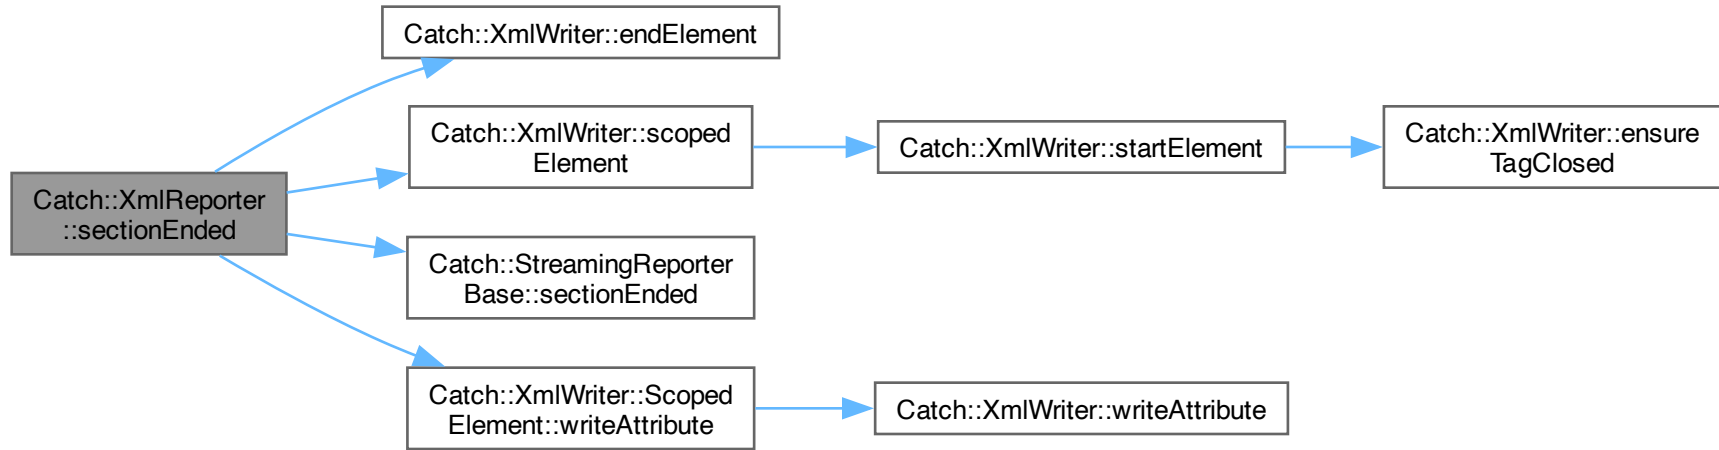 Catch::XmlWriter::endElement
Catch::XmlWriter::scoped
Element
Catch::XmlWriter::startElement
Catch::XmlWriter::ensure
TagClosed
Catch::XmlReporter
::sectionEnded
Catch::StreamingReporter
Base::sectionEnded
Catch::XmlWriter::Scoped
Element::writeAttribute
Catch::XmlWriter::writeAttribute